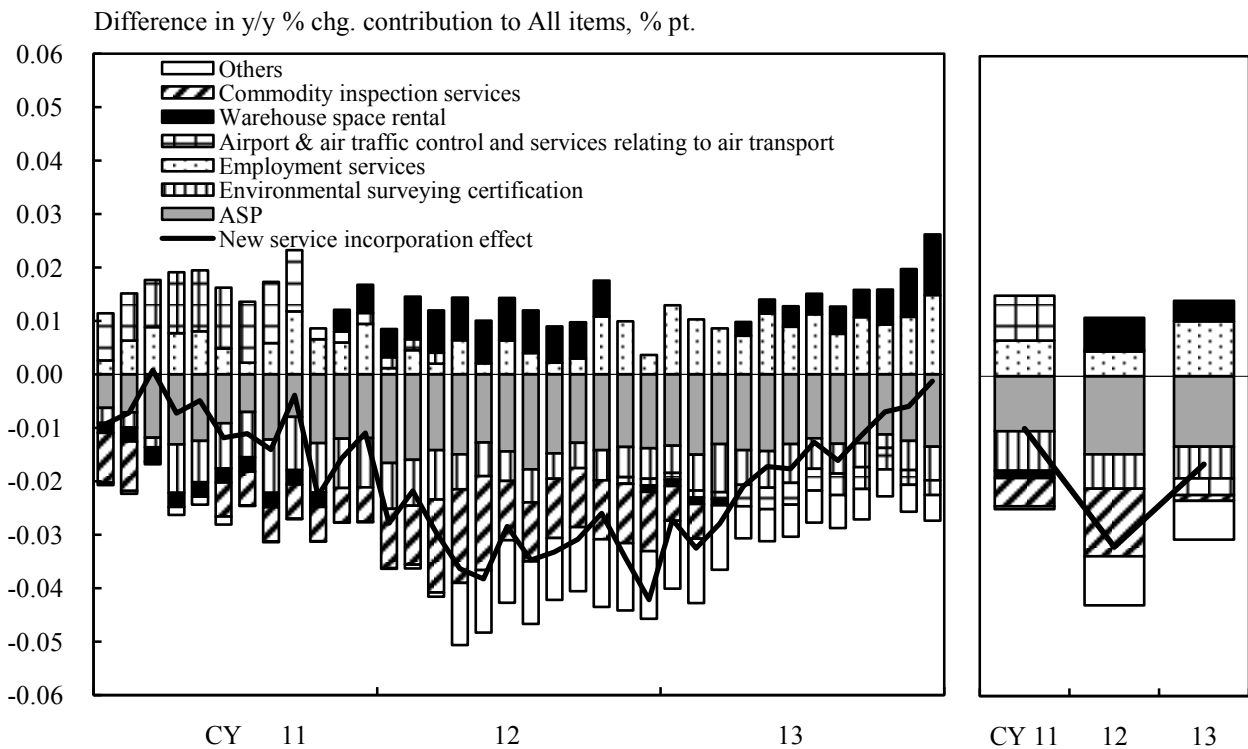 Difference in y/y % chg. contribution to All items, % pt.
0.06
0.05
0.04
0.03
0.02
0.01
0.00
-0.01
-0.02
-0.03
-0.04
-0.05
-0.06
Others
Commodity inspection services
Warehouse space rental
Airport & air traffic control and services relating to air transport
Employment services
Environmental surveying certification
ASP
New service incorporation effect
CY 11 12 13
CY 11 12 13